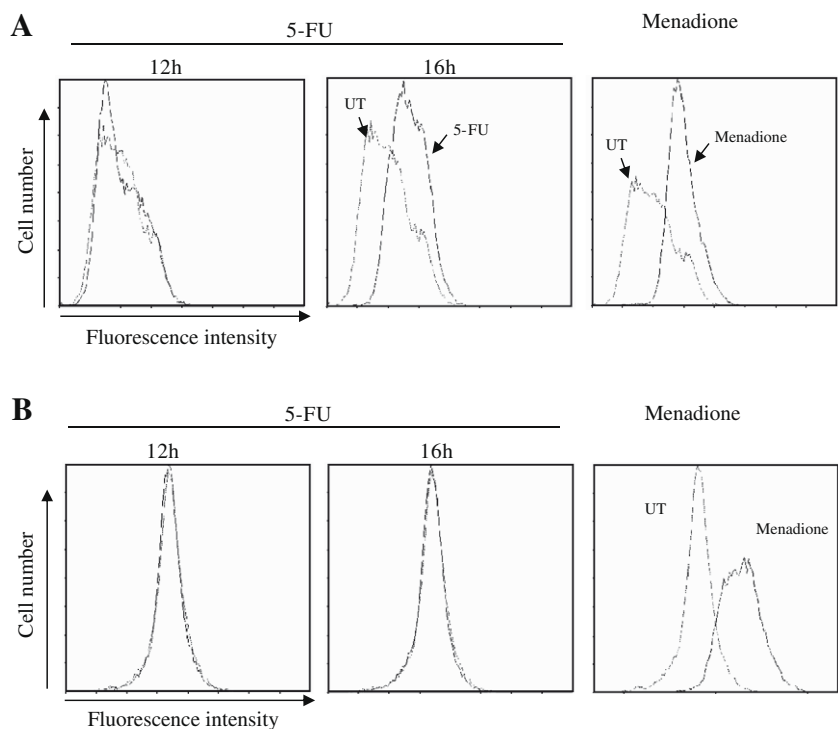 A
5-FU
Menadione
12h
16h
UT
5-FU
UT
Menadione
Cell number
Fluorescence intensity
B
5-FU
Menadione
12h
16h
UT
Menadione
Cell number
Fluorescence intensity